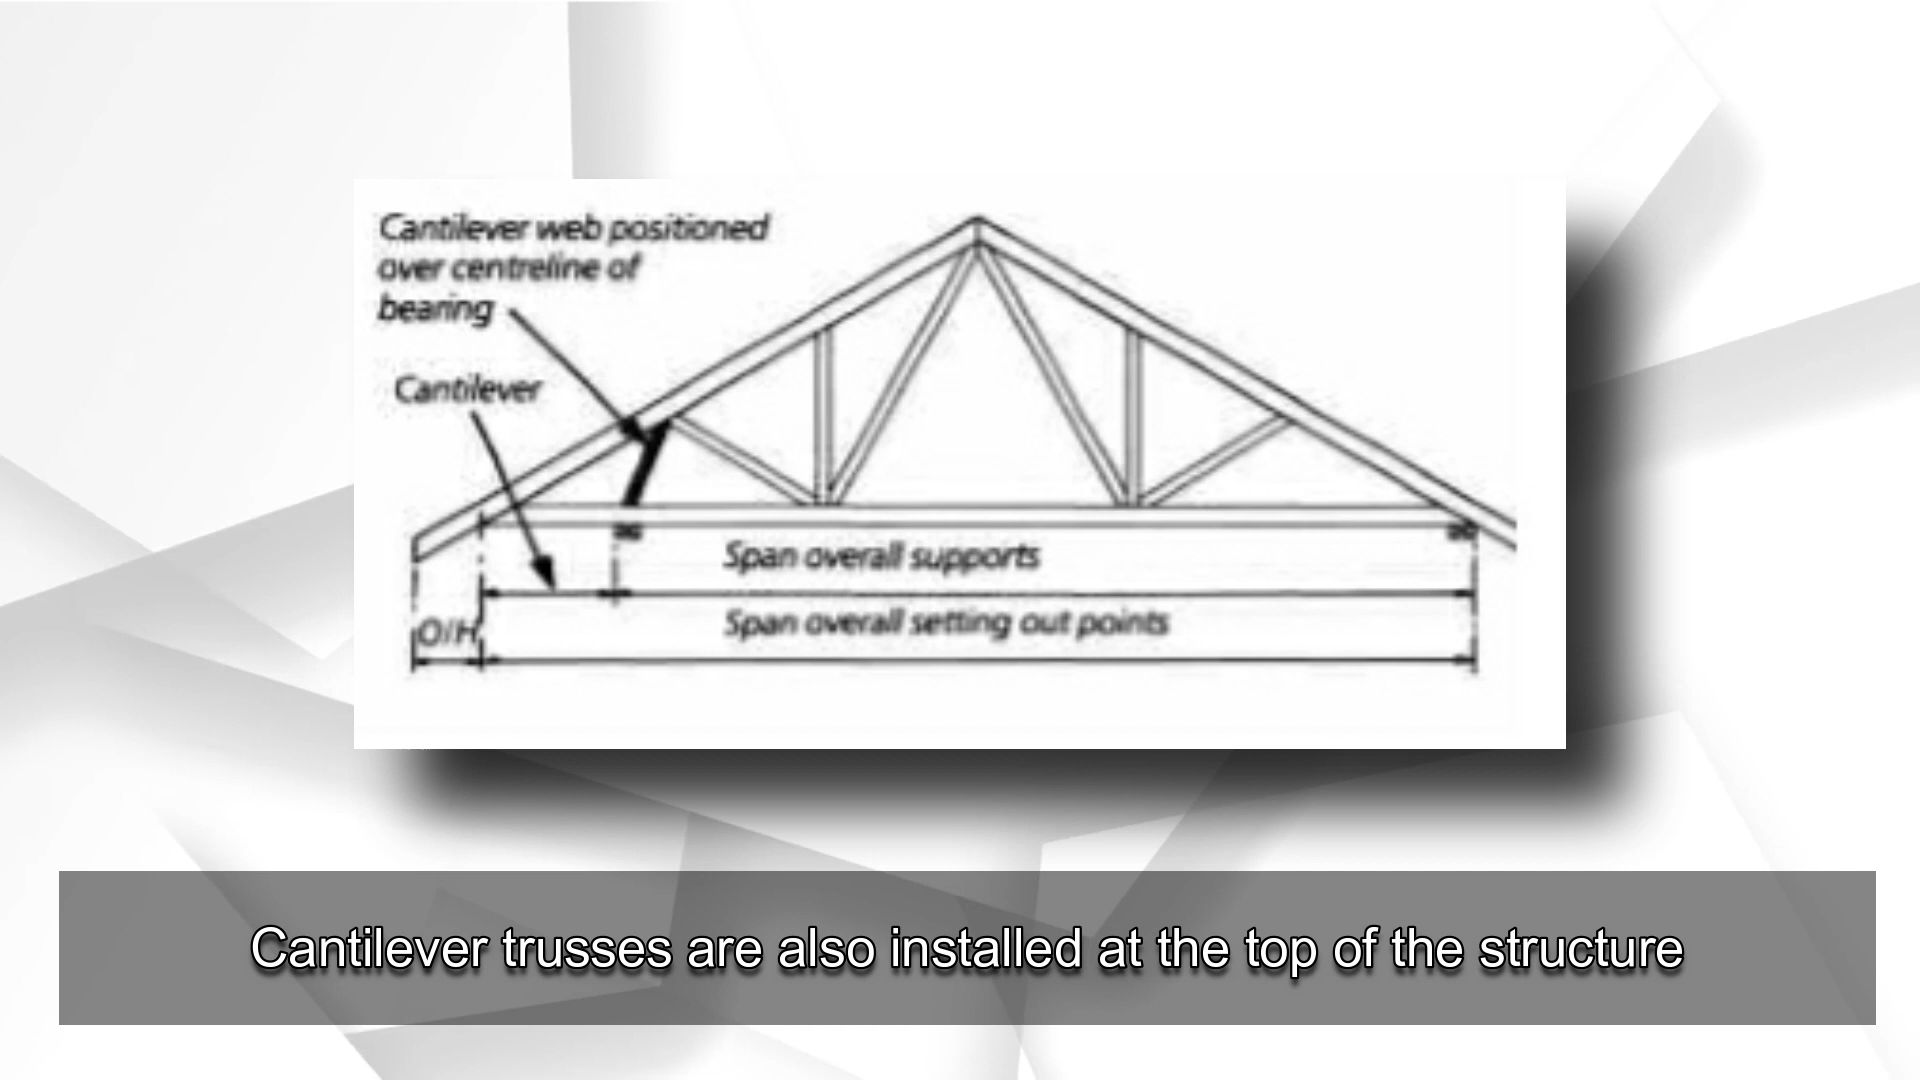 Cantilever web positioned
over centreline of
bearing
Cantilever
Span overall supports
O/H
Span overall setting out points
Cantilever trusses are also installed at the top of the structure